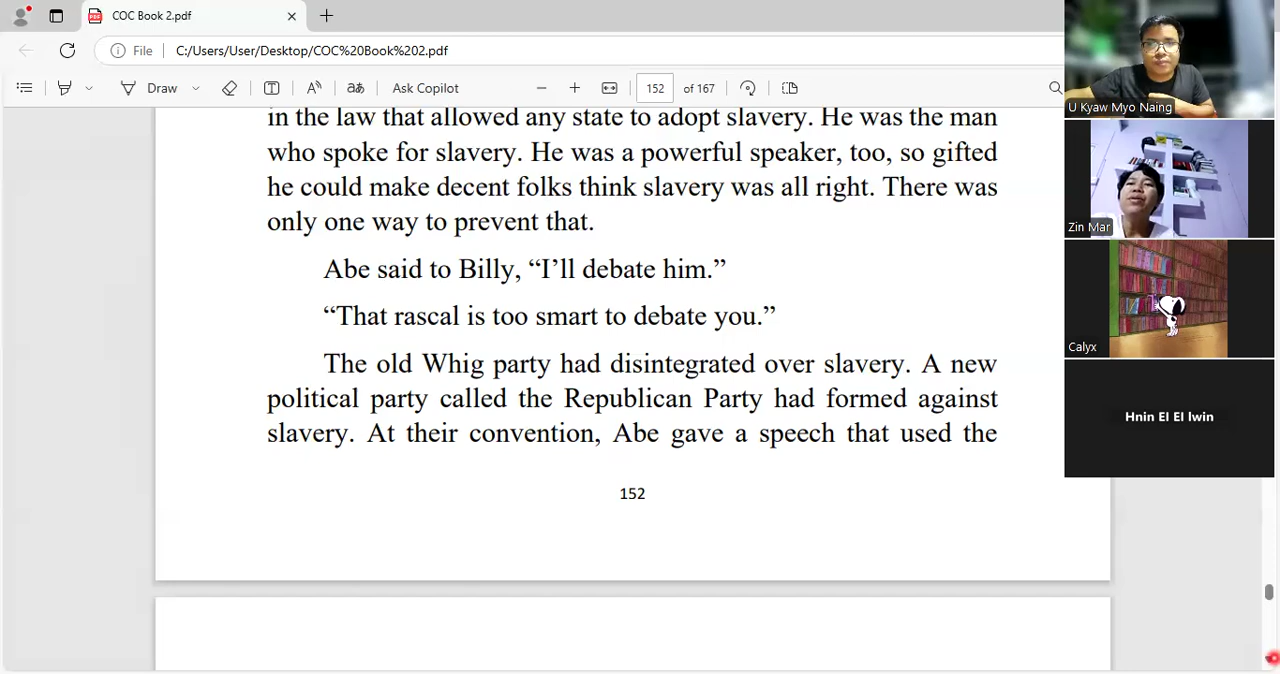 COC Book 2.pdf
File C:/Users/User/Desktop/COC%20Book%202.pdf
Draw Ask Copilot 152 of 167
in the law that allowed any state to adopt slavery. He was the man
who spoke for slavery. He was a powerful speaker, too, so gifted
he could make decent folks think slavery was all right. There was
only one way to prevent that.
Abe said to Billy, “I’ll debate him.”
“That rascal is too smart to debate you.”
The old Whig party had disintegrated over slavery. A new
political party called the Republican Party had formed against
slavery. At their convention, Abe gave a speech that used the
152
U Kyaw Myo Naing
Zin Mar
Calyx
Hnin EI EI lwin